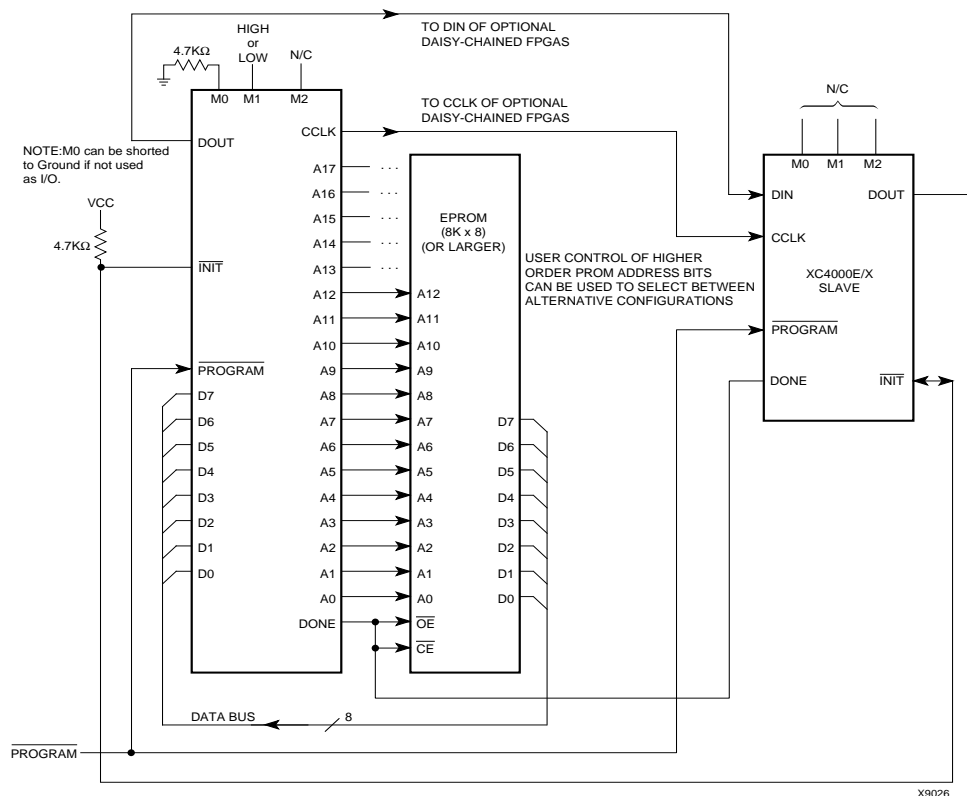 TO DIN OF OPTIONAL
DAISY-CHAINED FPGAS
HIGH
or
LOW
4.7KΩ
N/C
M0
M1
M2
N/C
TO CCLK OF OPTIONAL
DAISY-CHAINED FPGAS
CCLK
DOUT
NOTE:M0 can be shorted
to Ground if not used
as I/O.
VCC
4.7KΩ
INIT
PROGRAM
D7
D6
D5
D4
D3
D2
D1
D0
A17
...
A16
...
A15
...
A14
...
A13
...
A12
A11
A10
A9
A8
A7
A6
A5
A4
A3
A2
A1
A0
DONE
EPROM
(8K x 8)
(OR LARGER)
A12
A11
A10
A9
A8
A7
A6
A5
A4
A3
A2
A1
A0
OE
CE
D7
D6
D5
D4
D3
D2
D1
D0
USER CONTROL OF HIGHER
ORDER PROM ADDRESS BITS
CAN BE USED TO SELECT BETWEEN
ALTERNATIVE CONFIGURATIONS
M0
M1
M2
DIN
DOUT
CCLK
XC4000E/X
SLAVE
PROGRAM
DONE
INIT
DATA BUS
8
PROGRAM
X9026